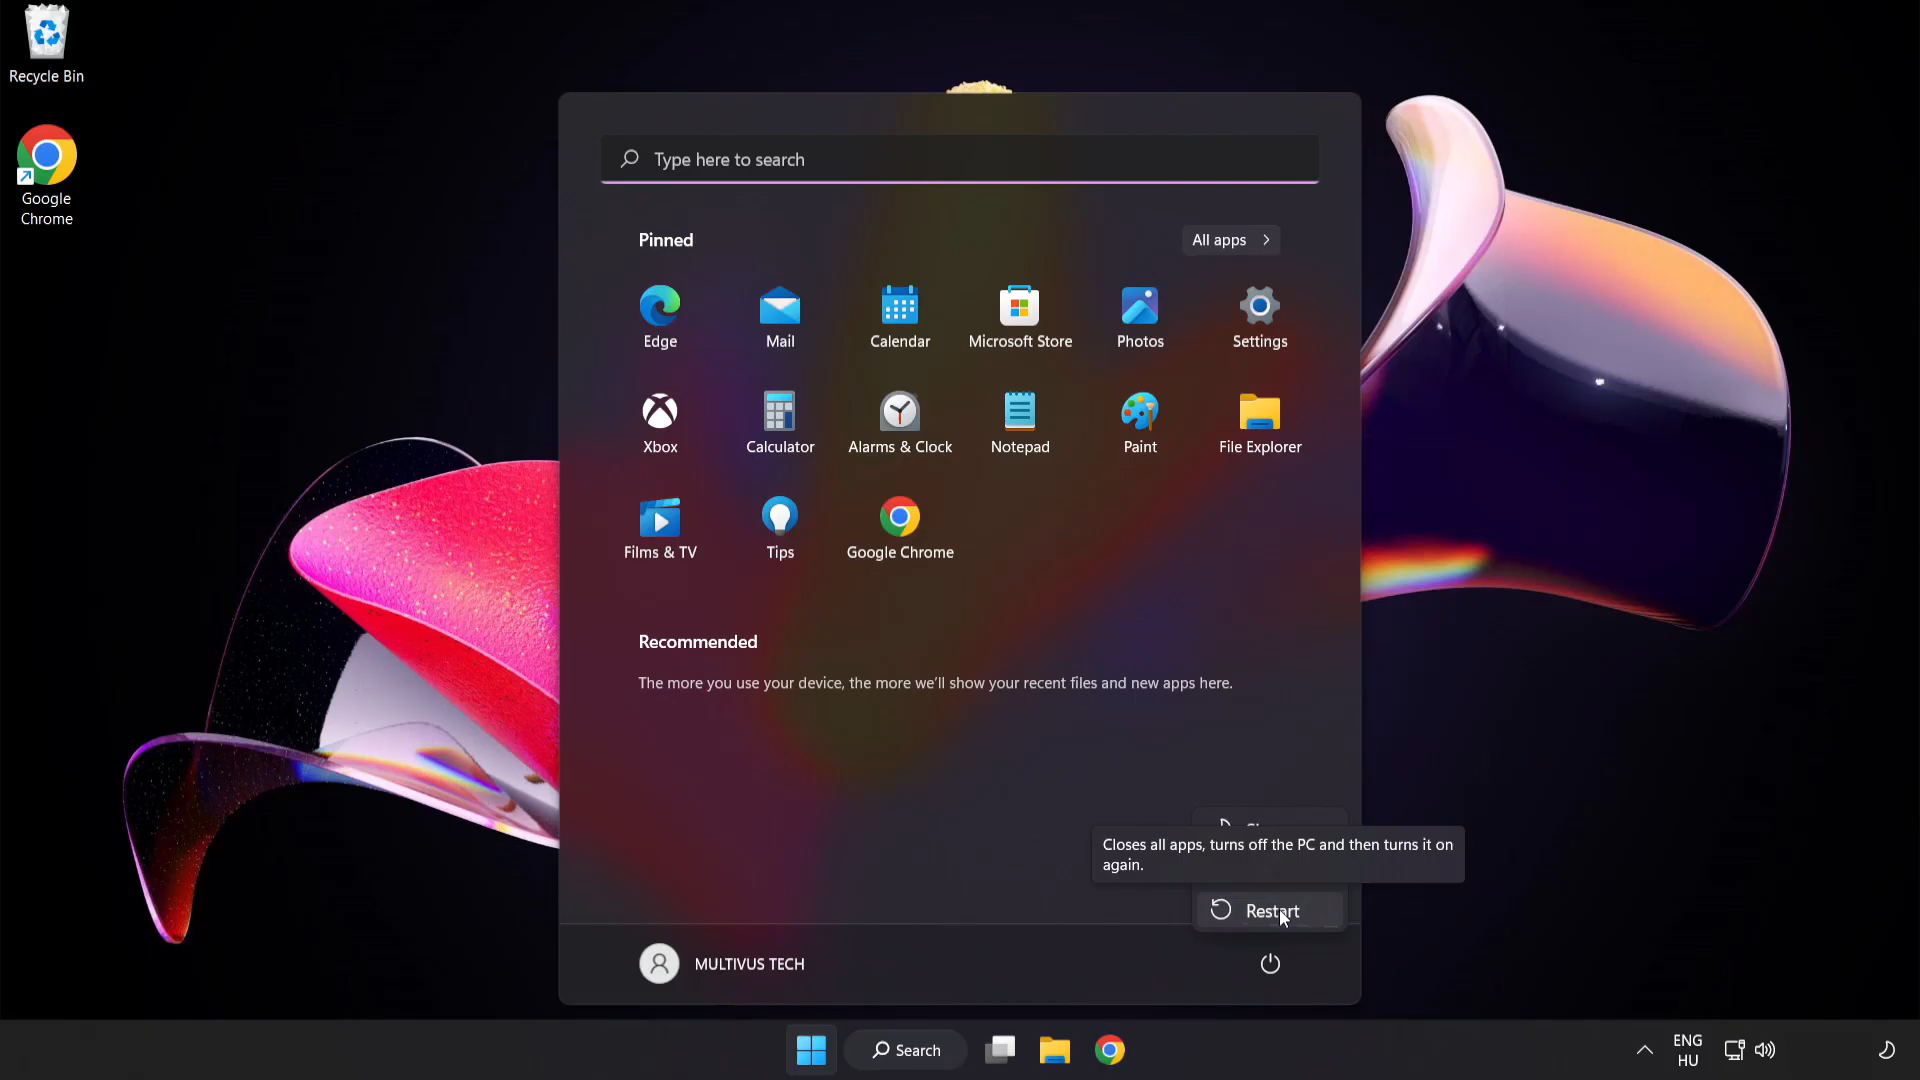 Recycle Bin
Google
Chrome
Type here to search
Pinned
All apps
Edge
Mail
Calendar
Microsoft Store
Photos
Settings
Xbox
Calculator
Alarms & Clock
Notepad
Paint
File Explorer
Films & TV
Tips
Google Chrome
Recommended
The more you use your device, the more we'll show your recent files and new apps here.
Closes all apps, turns off the PC and then turns it on
again.
Restart
MULTIVUS TECH
Search
ENG
HU